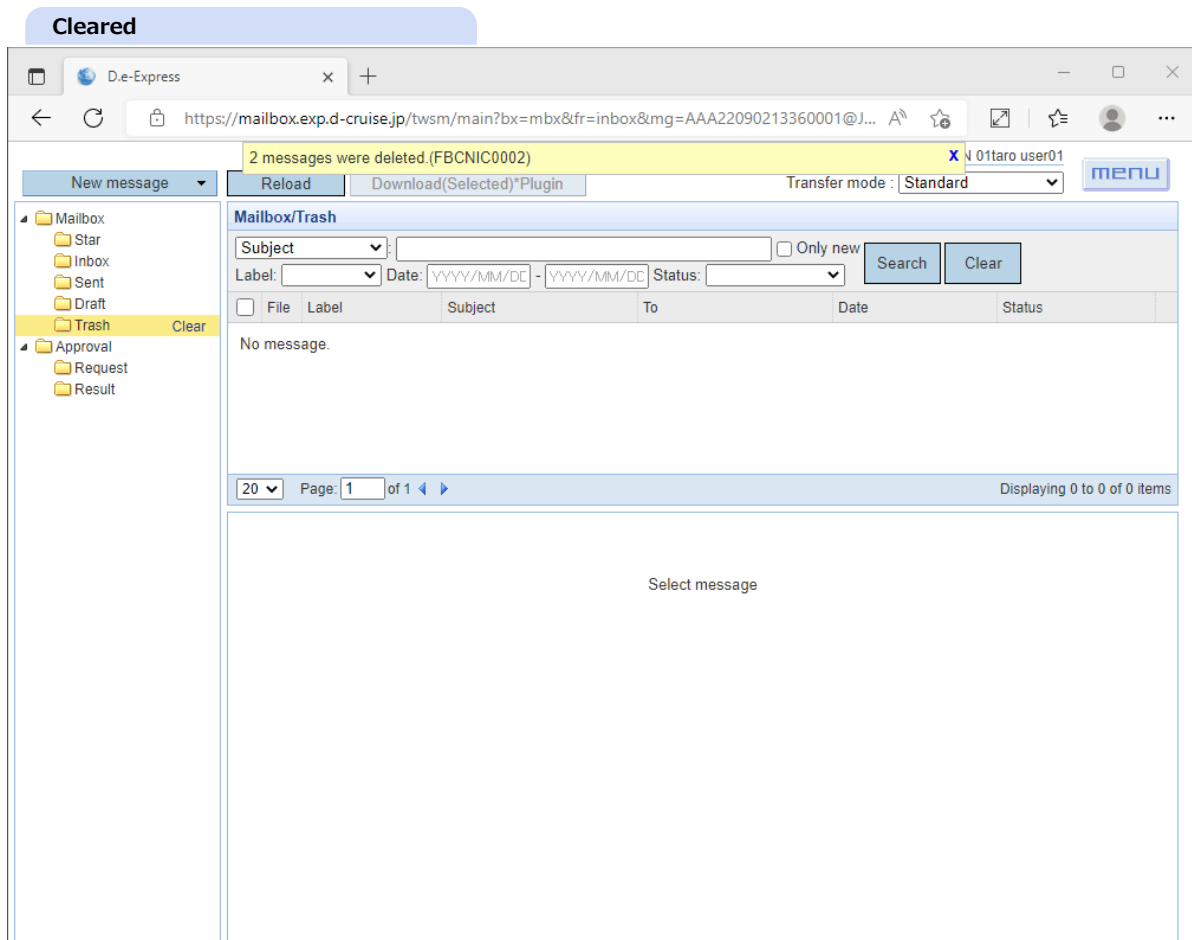 Cleared
D.e-Express
https://mailbox.exp.d-cruise.jp/twsm/main?bx=mbx&fr=inbox&mg=AAA22090213360001@J...
2 messages were deleted.(FBCNIC0002) X N 01taro user01
New message Reload Download(Selected)*Plugin Transfer mode : Standard menu
Mailbox
Star
Inbox
Sent
Draft
Trash Clear
Approval
Request
Result
Mailbox/Trash
Subject : Only new Search Clear
Label: Date: YYYY/MM/DD - YYYY/MM/DD Status:
File Label Subject To Date Status
No message.
20 Page: 1 of 1 Displaying 0 to 0 of 0 items
Select message